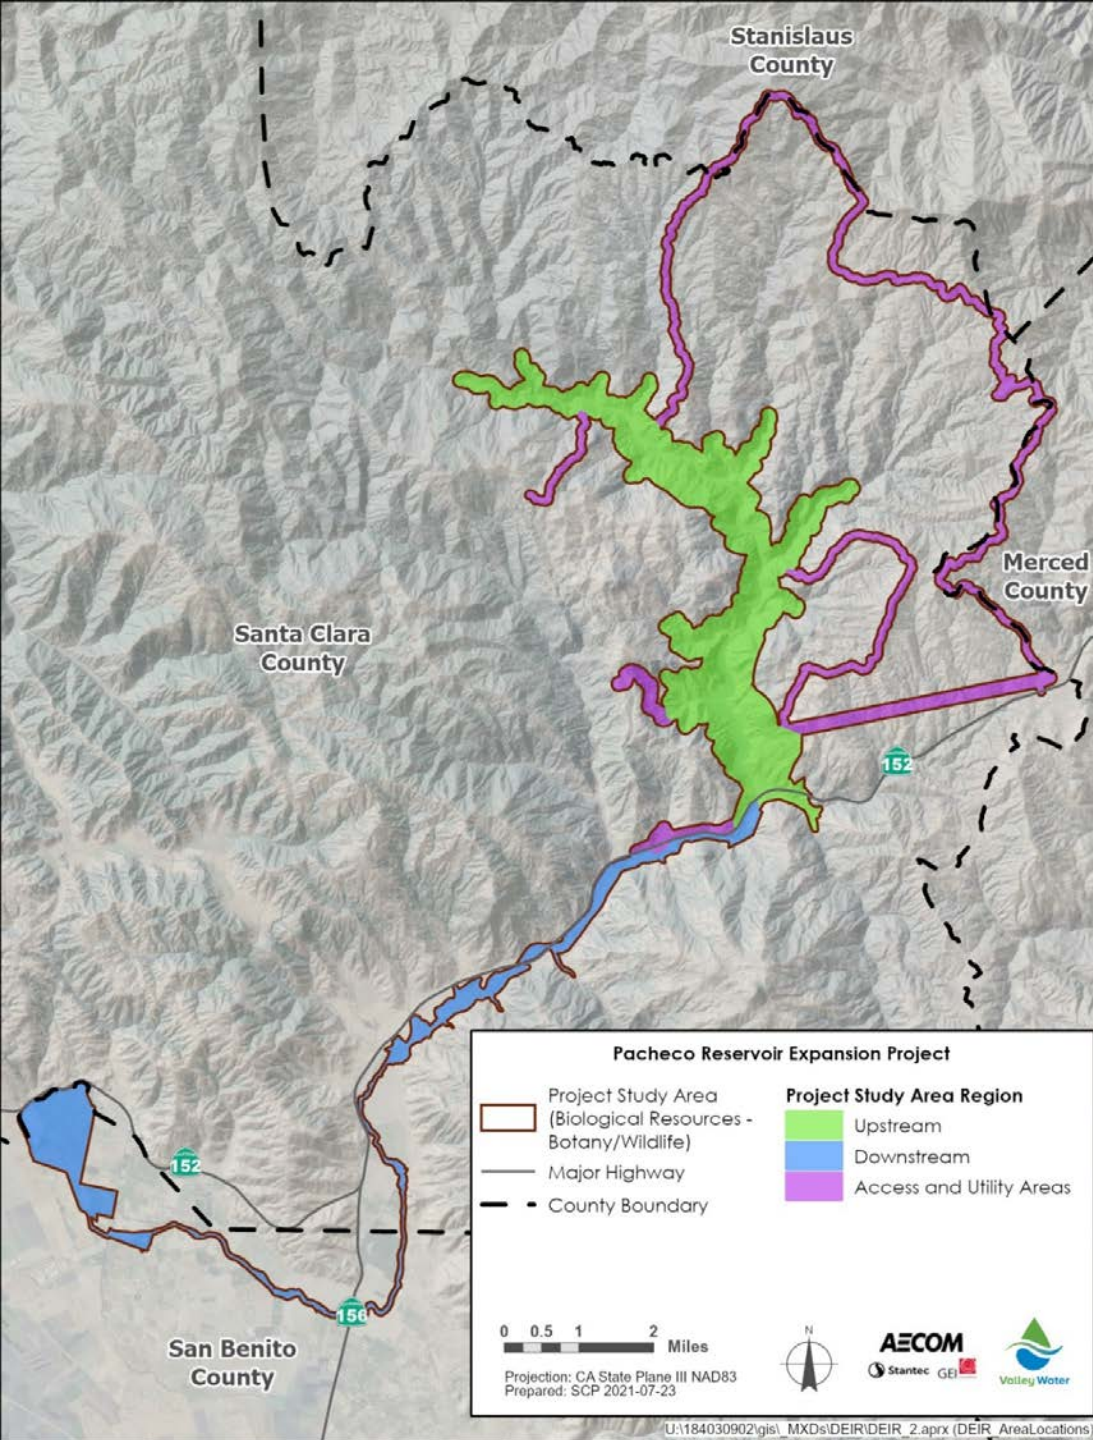 Stanislaus
County
Merced
County
Santa Clara
County
152
152
156
San Benito
County
Pacheco Reservoir Expansion Project
Project Study Area
(Biological Resources -
Botany/Wildlife)
Major Highway
County Boundary
Project Study Area Region
Upstream
Downstream
Access and Utility Areas
0 0.5 1 2
Miles
Projection: CA State Plane III NAD83
Prepared: SCP 2021-07-23
N
AECOM
Stantec GEI
Valley Water
U:\184030902\gis\_MXDs\DEIR\DEIR_2.aprx (DEIR_AreaLocations)